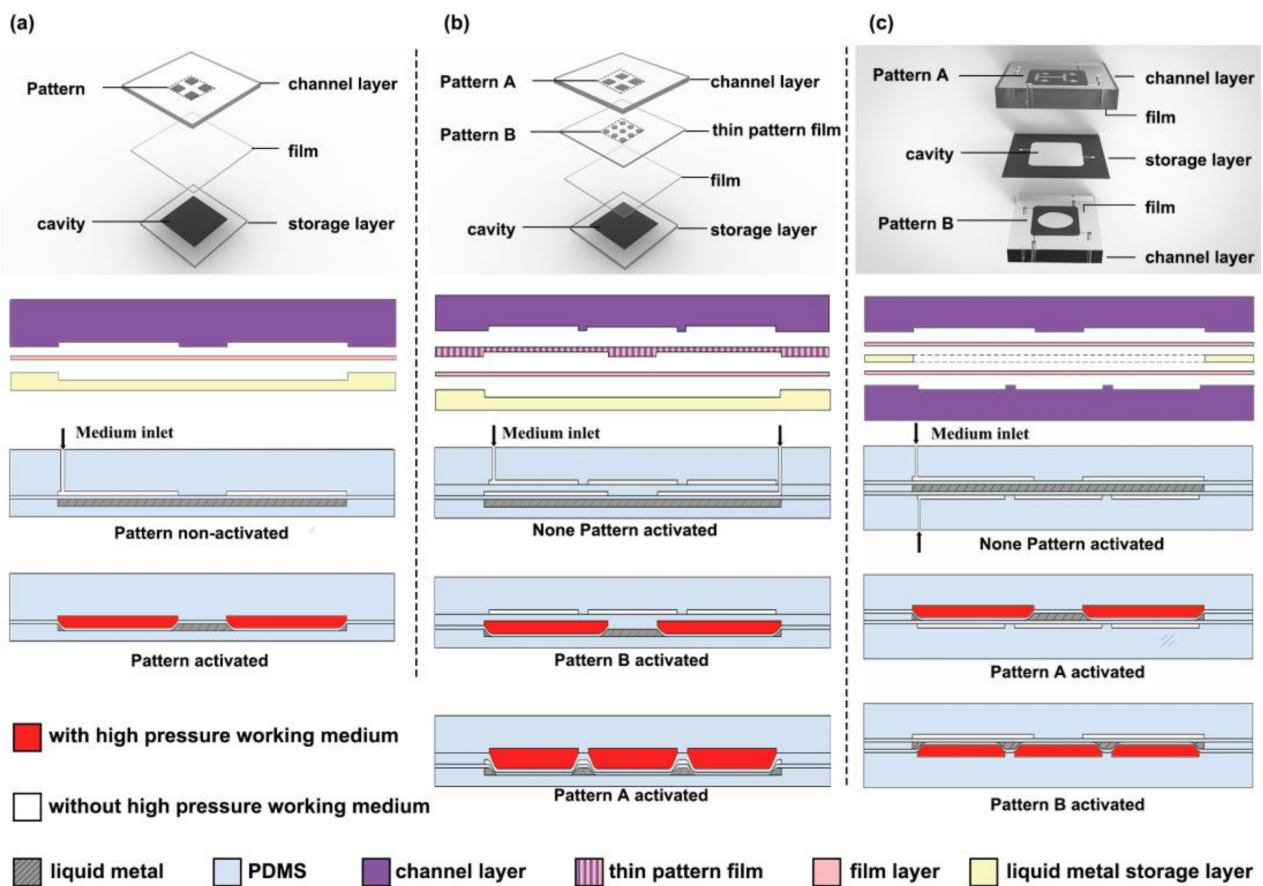 (a)
Pattern
channel layer
film
cavity
storage layer
Medium inlet
Pattern non-activated
Pattern activated
(b)
Pattern A
channel layer
Pattern B
thin pattern film
film
cavity
storage layer
Medium inlet
None Pattern activated
Pattern B activated
Pattern A activated
(c)
Pattern A
channel layer
film
cavity
storage layer
Pattern B
film
channel layer
Medium inlet
None Pattern activated
Pattern A activated
Pattern B activated
with high pressure working medium
without high pressure working medium
liquid metal
PDMS
channel layer
thin pattern film
film layer
liquid metal storage layer